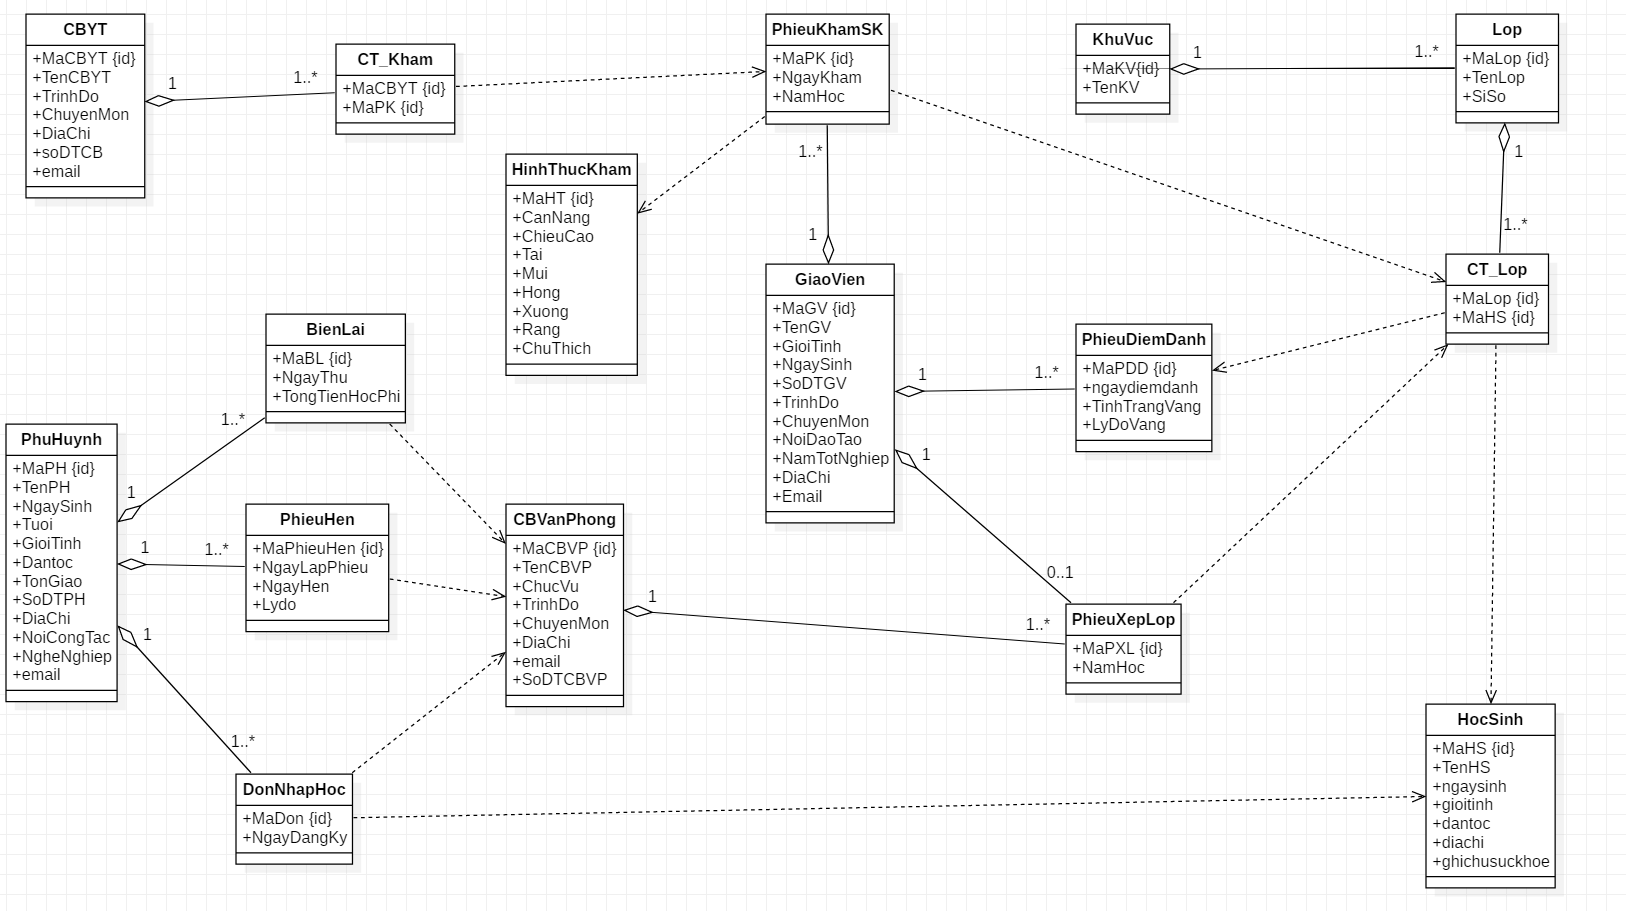 CBYT
+MaCBYT {id}
+TenCBYT
+TrinhDo
+ChuyenMon
+DiaChi
+soDTCB
+email
1
1..*
CT_Kham
+MaCBYT {id}
+MaPK {id}
PhieuKhamSK
+MaPK {id}
+NgayKham
+NamHoc
KhuVuc
+MaKV{id}
+TenKV
1
1..*
Lop
+MaLop {id}
+TenLop
+SiSo
1
1..*
CT_Lop
+MaLop {id}
+MaHS {id}
HinhThucKham
+MaHT {id}
+CanNang
+ChieuCao
+Tai
+Mui
+Hong
+Xuong
+Rang
+ChuThich
1..*
1
GiaoVien
+MaGV {id}
+TenGV
+GioiTinh
+NgaySinh
+SoDTGV
+TrinhDo
+ChuyenMon
+NoiDaoTao
+NamTotNghiep
+DiaChi
+Email
1
1..*
PhieuDiemDanh
+MaPDD {id}
+ngaydiemdanh
+TinhTrangVang
+LyDoVang
1
0..1
BienLai
+MaBL {id}
+NgayThu
+TongTienHocPhi
1..*
1
PhuHuynh
+MaPH {id}
+TenPH
+NgaySinh
+Tuoi
+GioiTinh
+Dantoc
+TonGiao
+SoDTPH
+DiaChi
+NoiCongTac
+NgheNghiep
+email
1
1..*
PhieuHen
+MaPhieuHen {id}
+NgayLapPhieu
+NgayHen
+Lydo
CBVanPhong
+MaCBVP {id}
+TenCBVP
+ChucVu
+TrinhDo
+ChuyenMon
+DiaChi
+email
+SoDTCBVP
1
1..*
PhieuXepLop
+MaPXL {id}
+NamHoc
1
1..*
DonNhapHoc
+MaDon {id}
+NgayDangKy
HocSinh
+MaHS {id}
+TenHS
+ngaysinh
+gioitinh
+dantoc
+diachi
+ghichusuckhoe